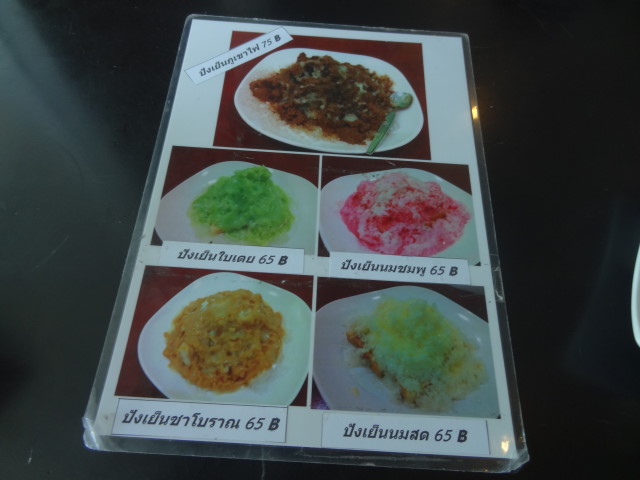 ปังเย็นภูเขาไฟ 75 ฿
ปังเย็นใบเตย 65 ฿
ปังเย็นนมชมพู 65 ฿
ปังเย็นชาโบราณ 65 ฿
ปังเย็นนมสด 65 ฿